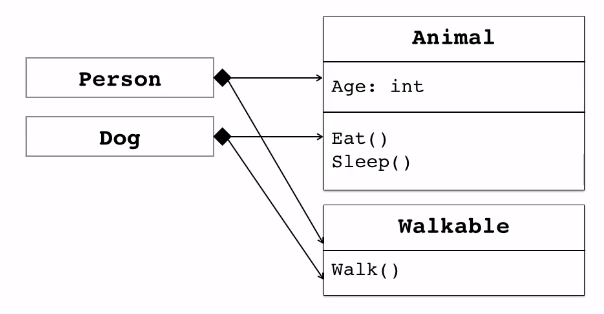 Person
Dog
Animal
Age: int
Eat()
Sleep()
Walkable
Walk()